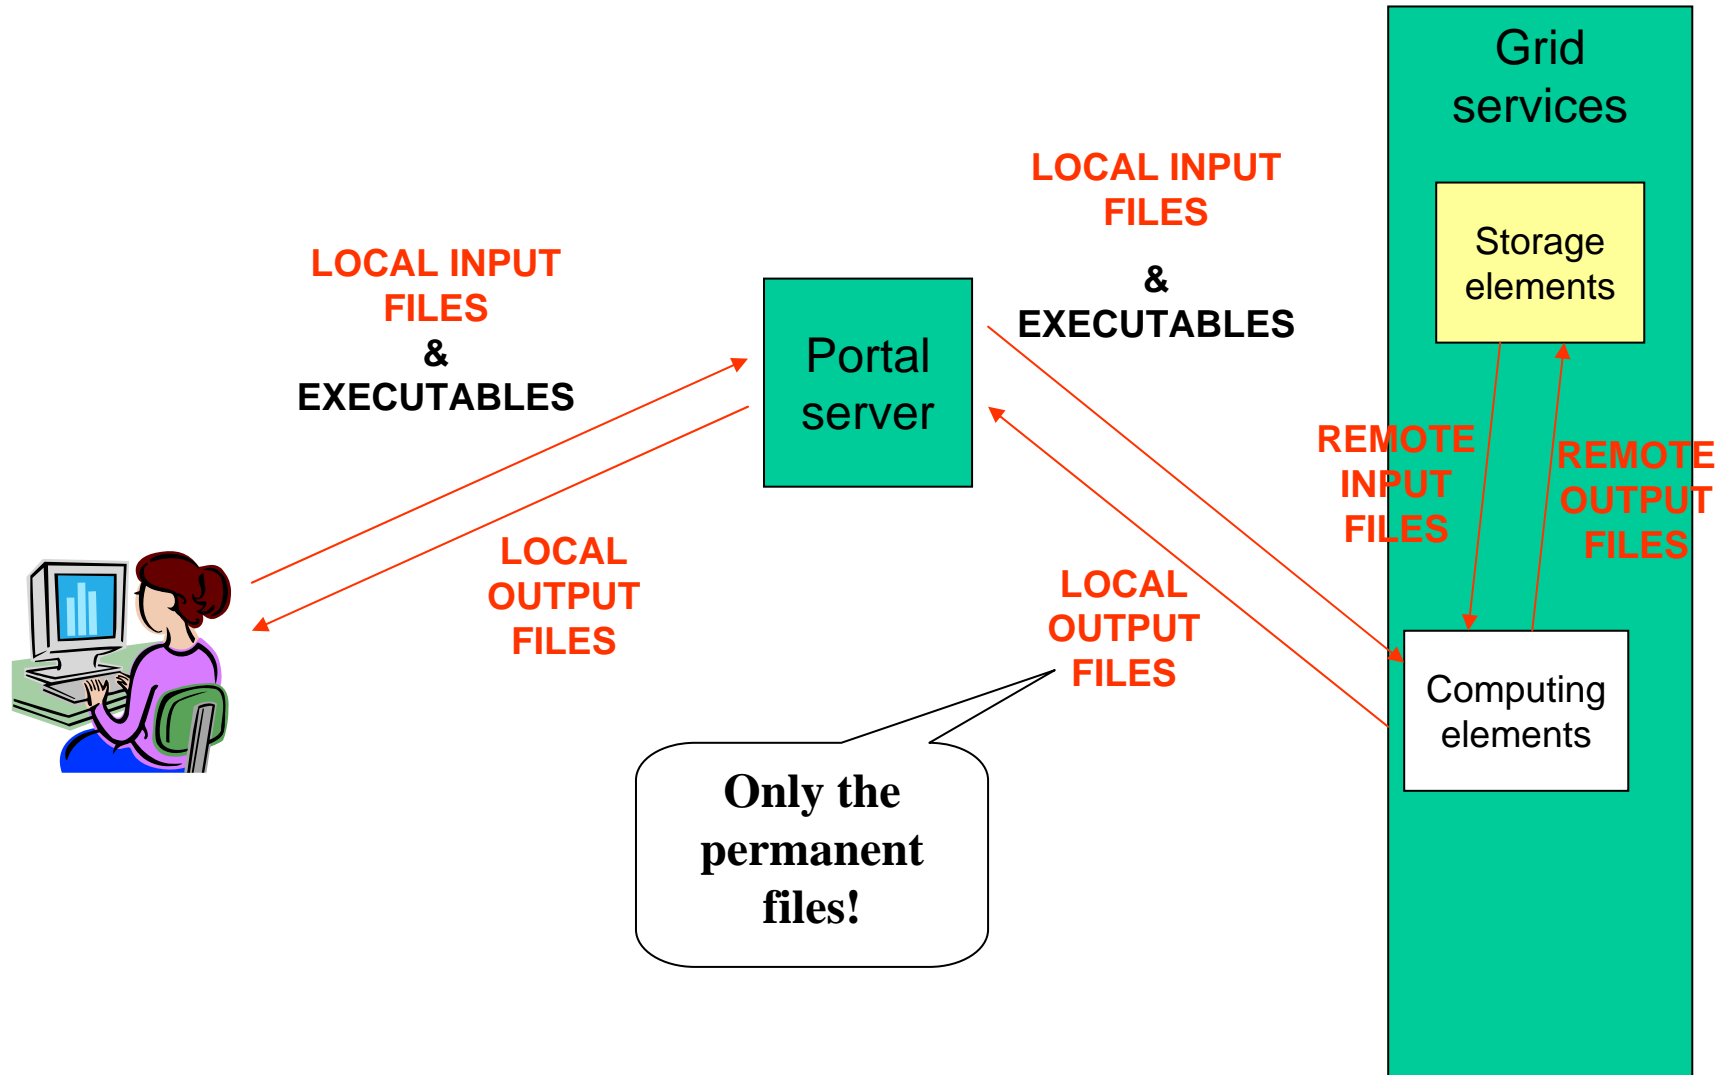 Grid
services
LOCAL INPUT
FILES
&
EXECUTABLES
Storage
elements
LOCAL INPUT
FILES
&
EXECUTABLES
Portal
server
REMOTE
INPUT
FILES
REMOTE
OUTPUT
FILES
LOCAL
OUTPUT
FILES
LOCAL
OUTPUT
FILES
Computing
elements
Only the
permanent
files!